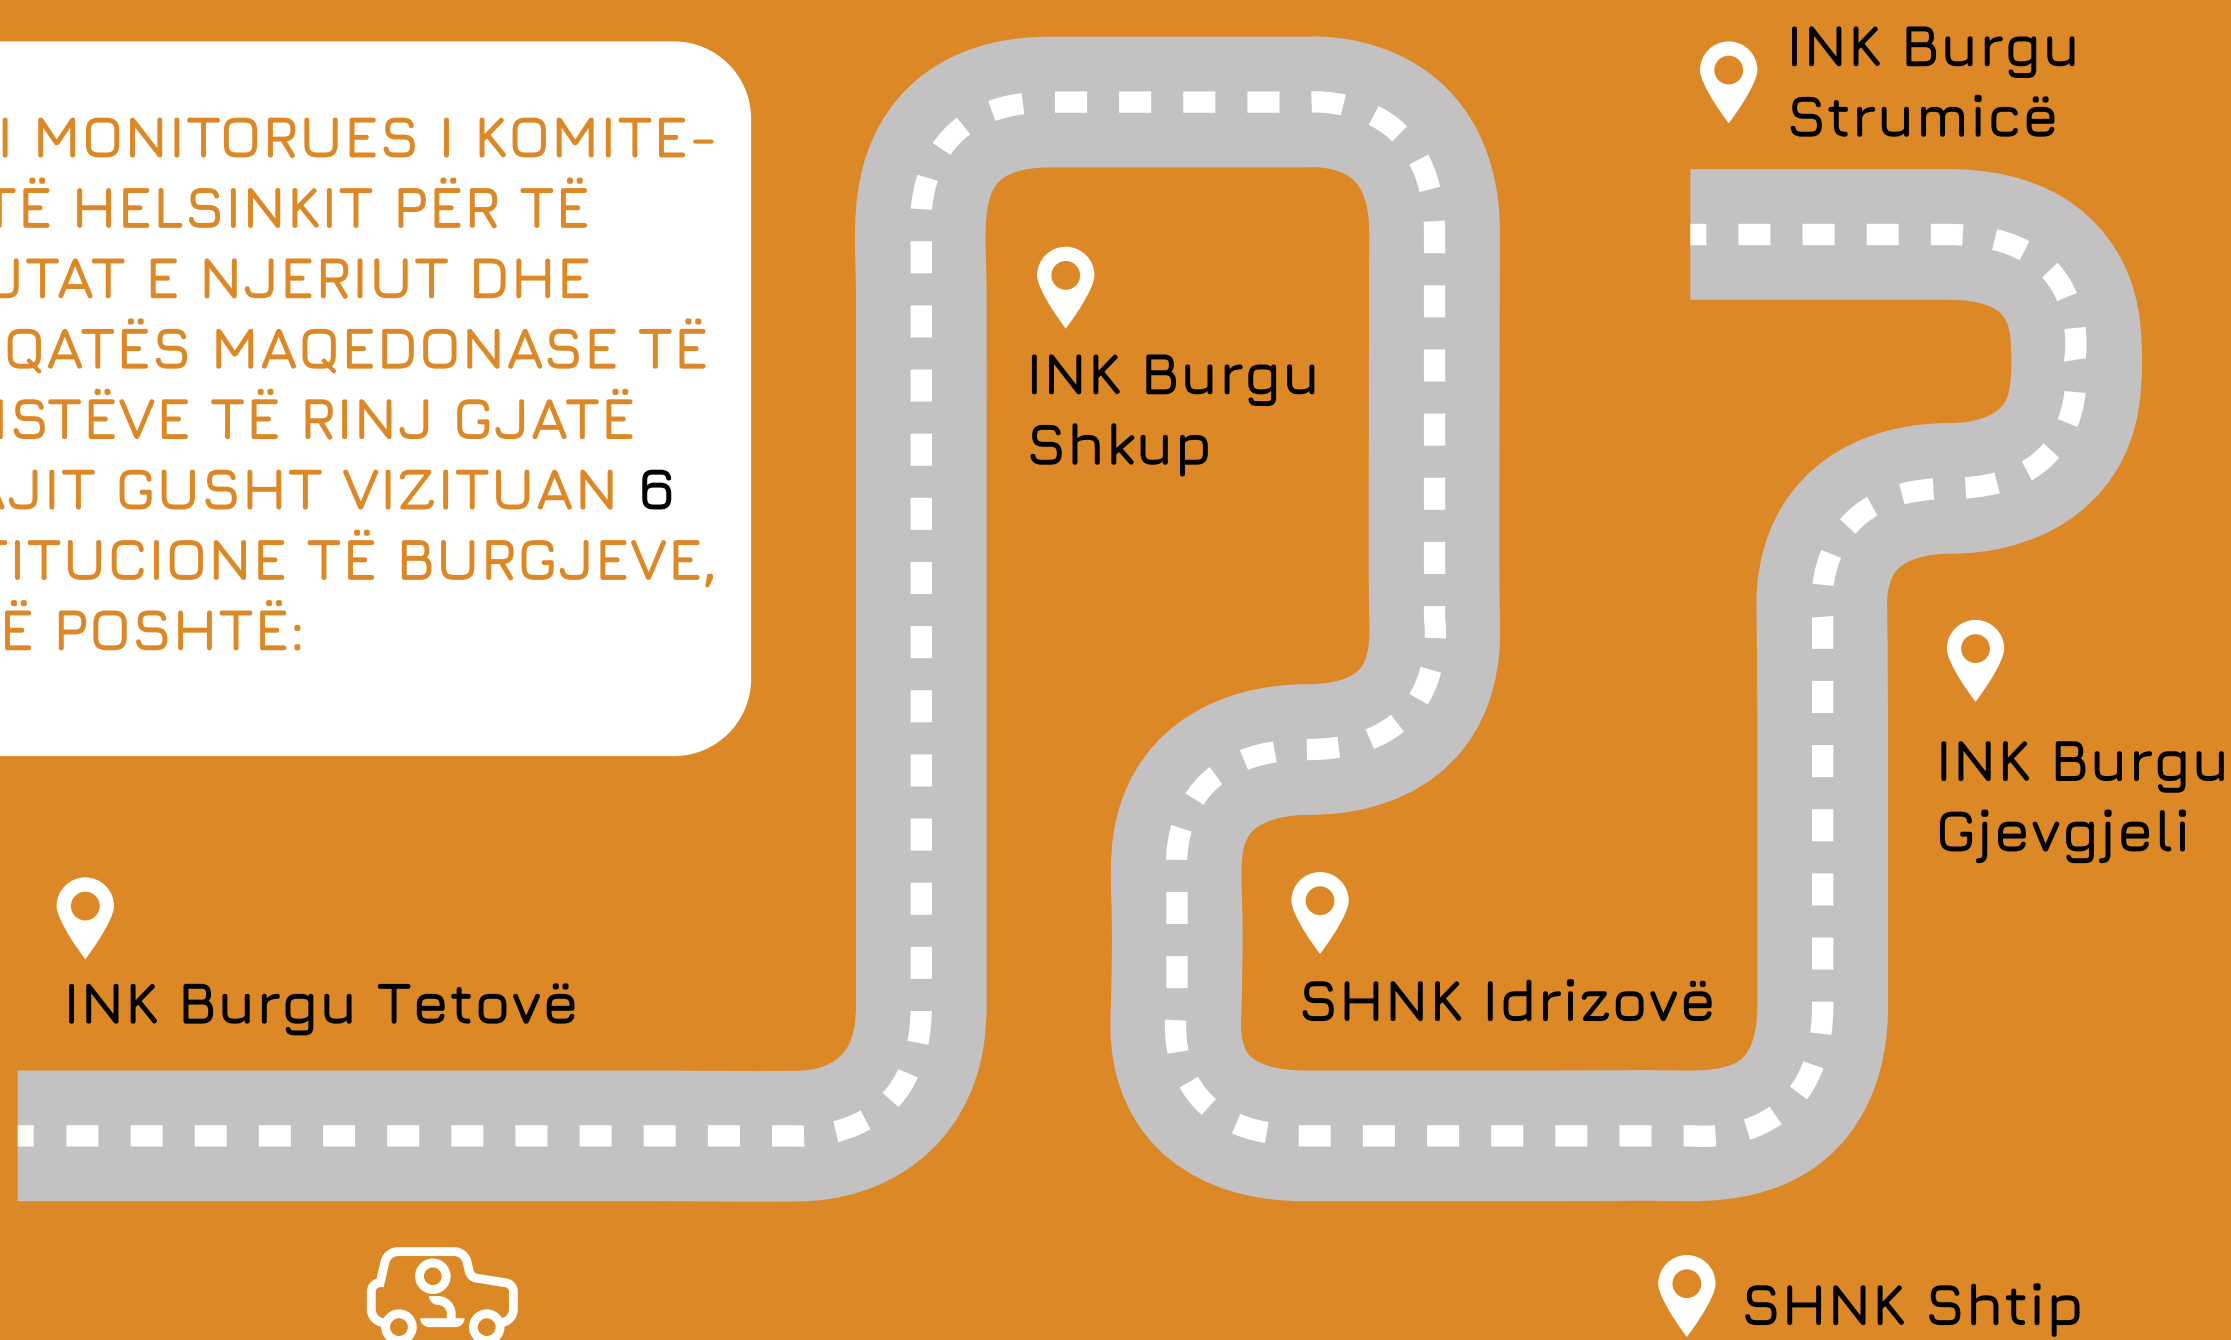 I MONITORUES I KOMITE-
TË HELSINKIT PËR TË
UTAT E NJERIUT DHE
QATËS MAQEDONASE TË
ISTËVE TË RINJ GJATË
AJIT GUSHT VIZITUAN 6
TITUCIONE TË BURGJEVE,
Ë POSHTË:
INK Burgu Tetovë
INK Burgu
Shkup
SHNK Idrizovë
SHNK Shtip
INK Burgu
Gjevgjeli
INK Burgu
Strumicë